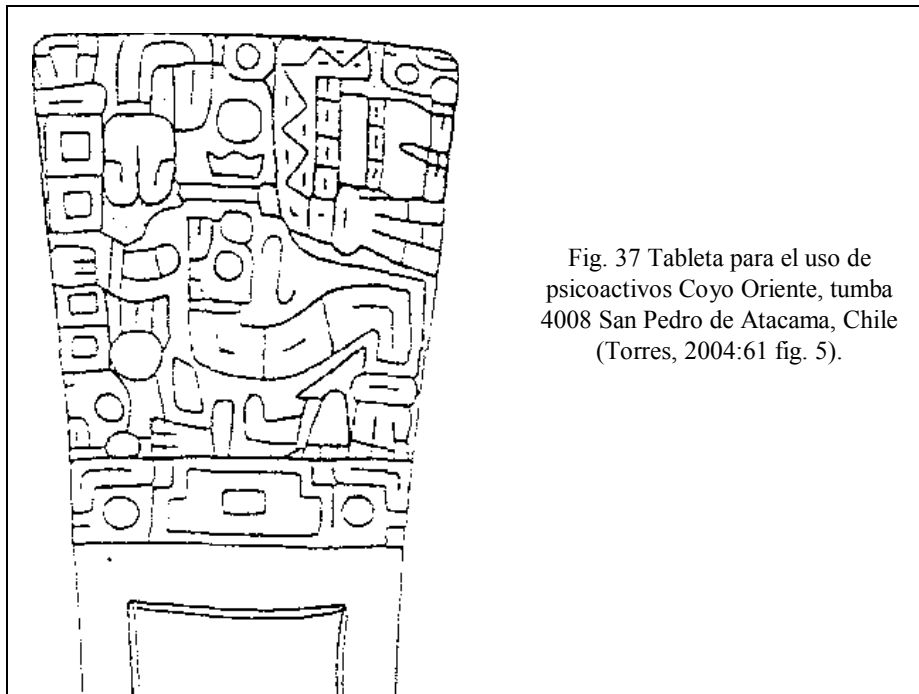 Fig. 37 Tableta para el uso de
psicoactivos Coyo Oriente, tumba
4008 San Pedro de Atacama, Chile
(Torres, 2004:61 fig. 5).